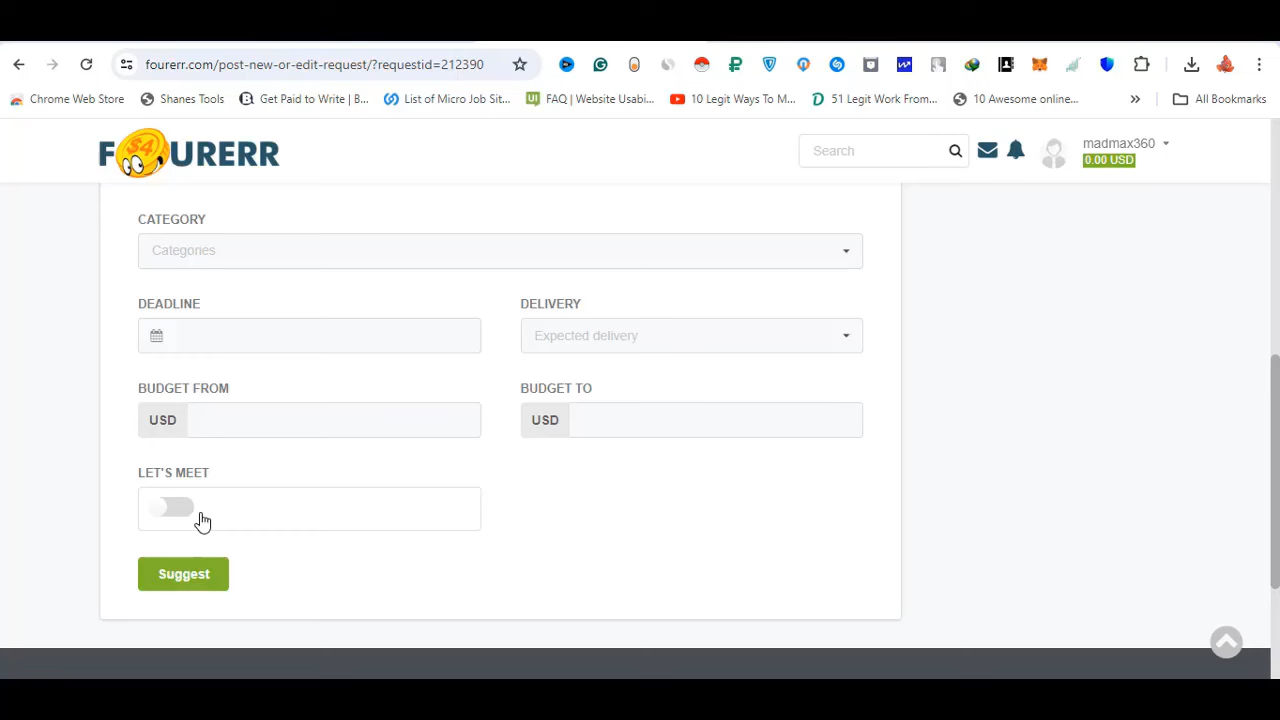 fourerr.com/post-new-or-edit-request/?requestid=212390
Chrome Web Store Shanes Tools Get Paid to Write | B... List of Micro Job Sit... FAQ | Website Usabi... 10 Legit Ways To M... 51 Legit Work From... 10 Awesome online... » All Bookmarks
F$4URERR
Search
madmax360
0.00 USD
CATEGORY
Categories
DEADLINE DELIVERY
Expected delivery
BUDGET FROM BUDGET TO
USD USD
LET'S MEET
Suggest